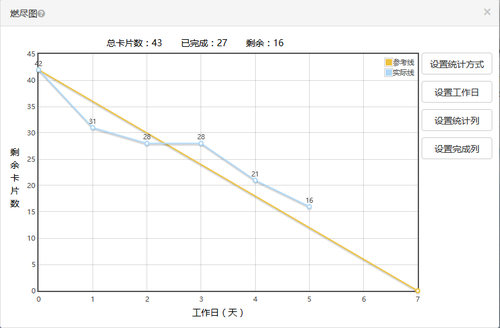 燃尽图?
×
总卡片数：43 已完成：27 剩余：16
参考线
实际线
设置统计方式
设置工作日
设置统计列
设置完成列
剩余卡片数
45
40
35
30
25
20
15
10
5
0
42
31
28
28
21
16
0 1 2 3 4 5 6 7
工作日（天）